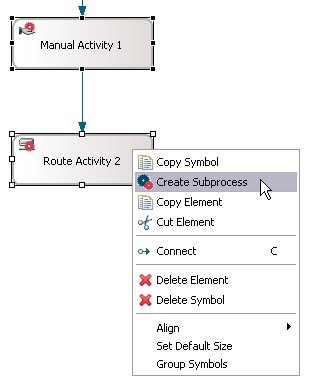 Manual Activity 1
Route Activity 2
Copy Symbol
Create Subprocess
Copy Element
Cut Element
Connect C
Delete Element
Delete Symbol
Align
Set Default Size
Group Symbols